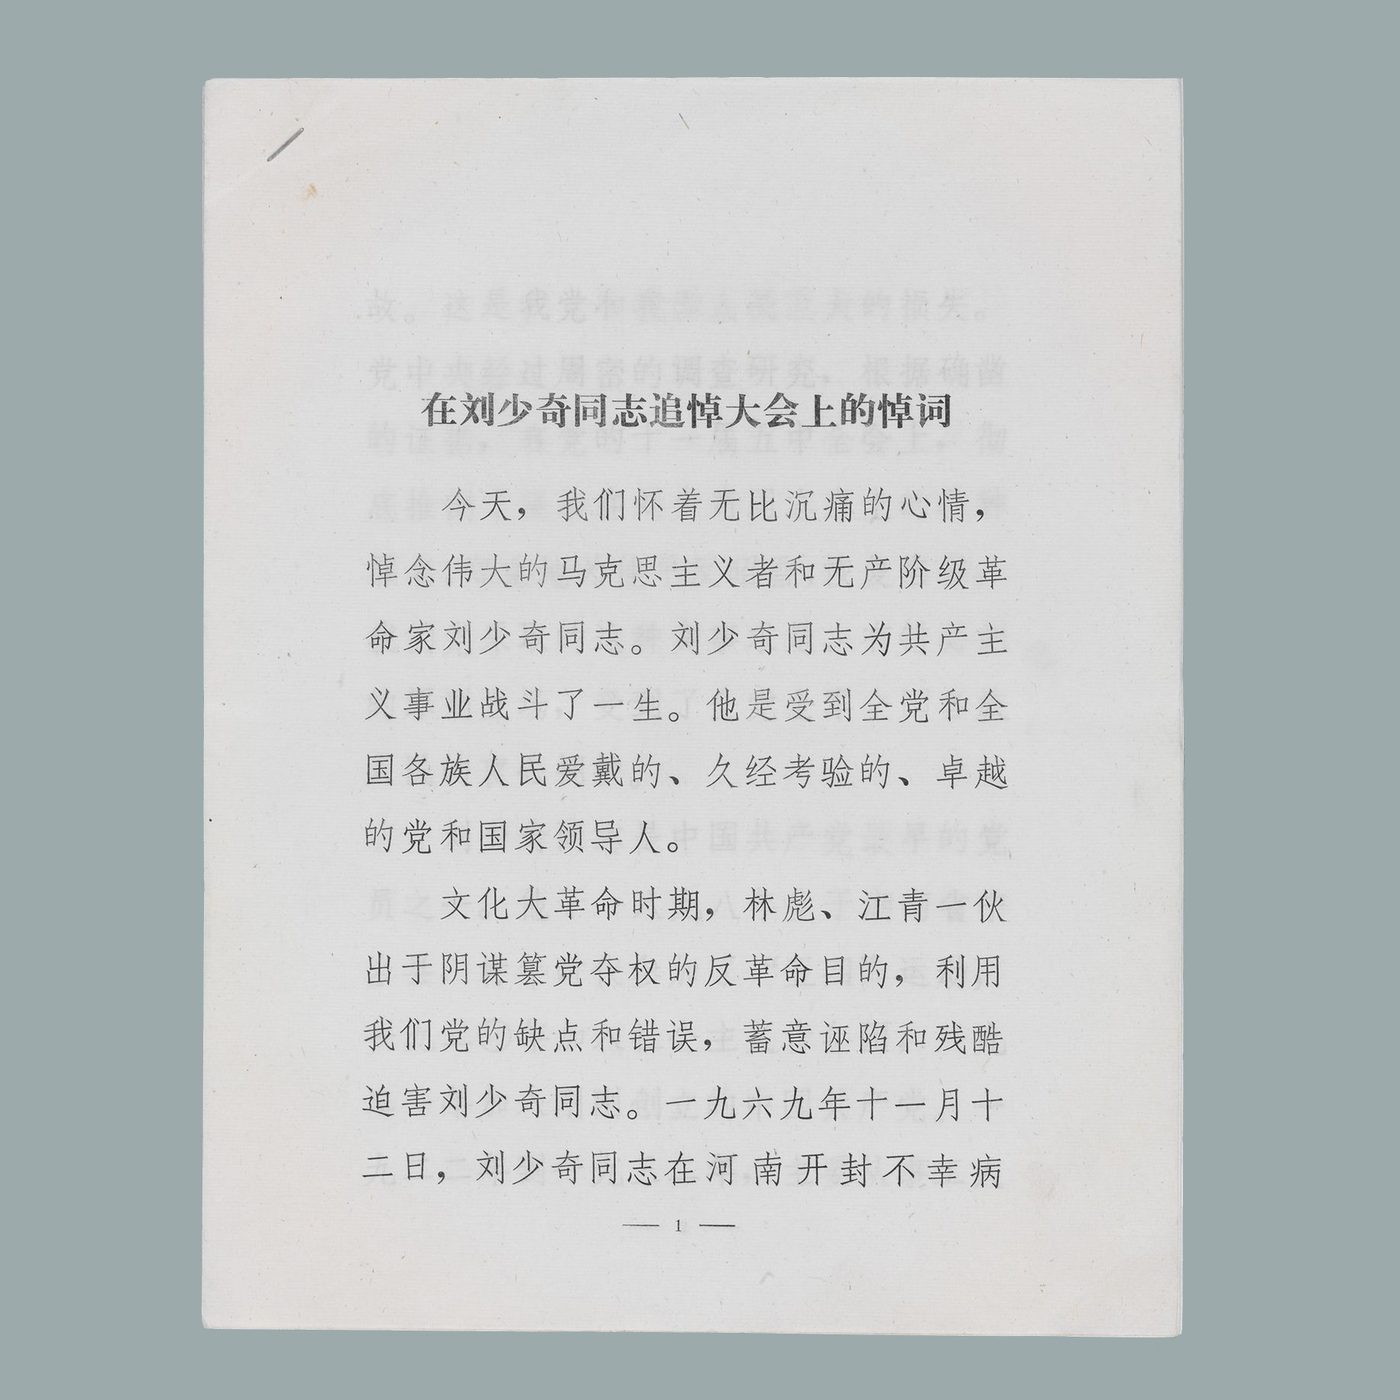 在刘少奇同志追悼大会上的悼词
今天，我们怀着无比沉痛的心情，
悼念伟大的马克思主义者和无产阶级革
命家刘少奇同志。刘少奇同志为共产主
义事业战斗了一生。他是受到全党和全
国各族人民爱戴的、久经考验的、卓越
的党和国家领导人。
文化大革命时期，林彪、江青一伙
出于阴谋篡党夺权的反革命目的，利用
我们党的缺点和错误，蓄意诬陷和残酷
迫害刘少奇同志。一九六九年十一月十
二日，刘少奇同志在河南开封不幸病
— 1 —